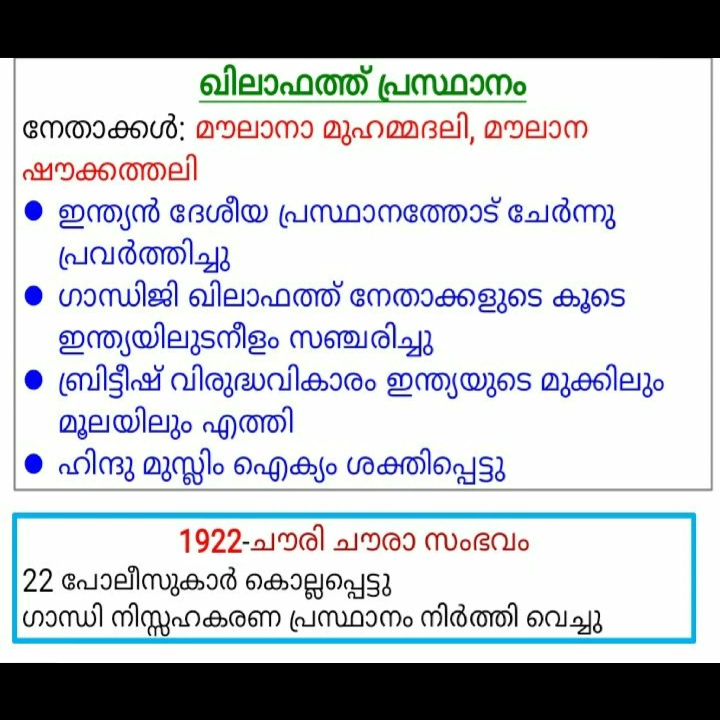 ഖിലാഫത്ത് പ്രസ്ഥാനം
നേതാക്കൾ: മൗലാനാ മുഹമ്മദലി, മൗലാന
ഷൗക്കത്തലി
● ഇന്ത്യൻ ദേശീയ പ്രസ്ഥാനത്തോട് ചേർന്നു
പ്രവർത്തിച്ചു
● ഗാന്ധിജി ഖിലാഫത്ത് നേതാക്കളുടെ കൂടെ
ഇന്ത്യയിലുടനീളം സഞ്ചരിച്ചു
● ബ്രിട്ടീഷ് വിരുദ്ധവികാരം ഇന്ത്യയുടെ മുക്കിലും
മൂലയിലും എത്തി
● ഹിന്ദു മുസ്ലിം ഐക്യം ശക്തിപ്പെട്ടു
1922-ചൗരി ചൗരാ സംഭവം
22 പോലീസുകാർ കൊല്ലപ്പെട്ടു
ഗാന്ധി നിസ്സഹകരണ പ്രസ്ഥാനം നിർത്തി വെച്ചു